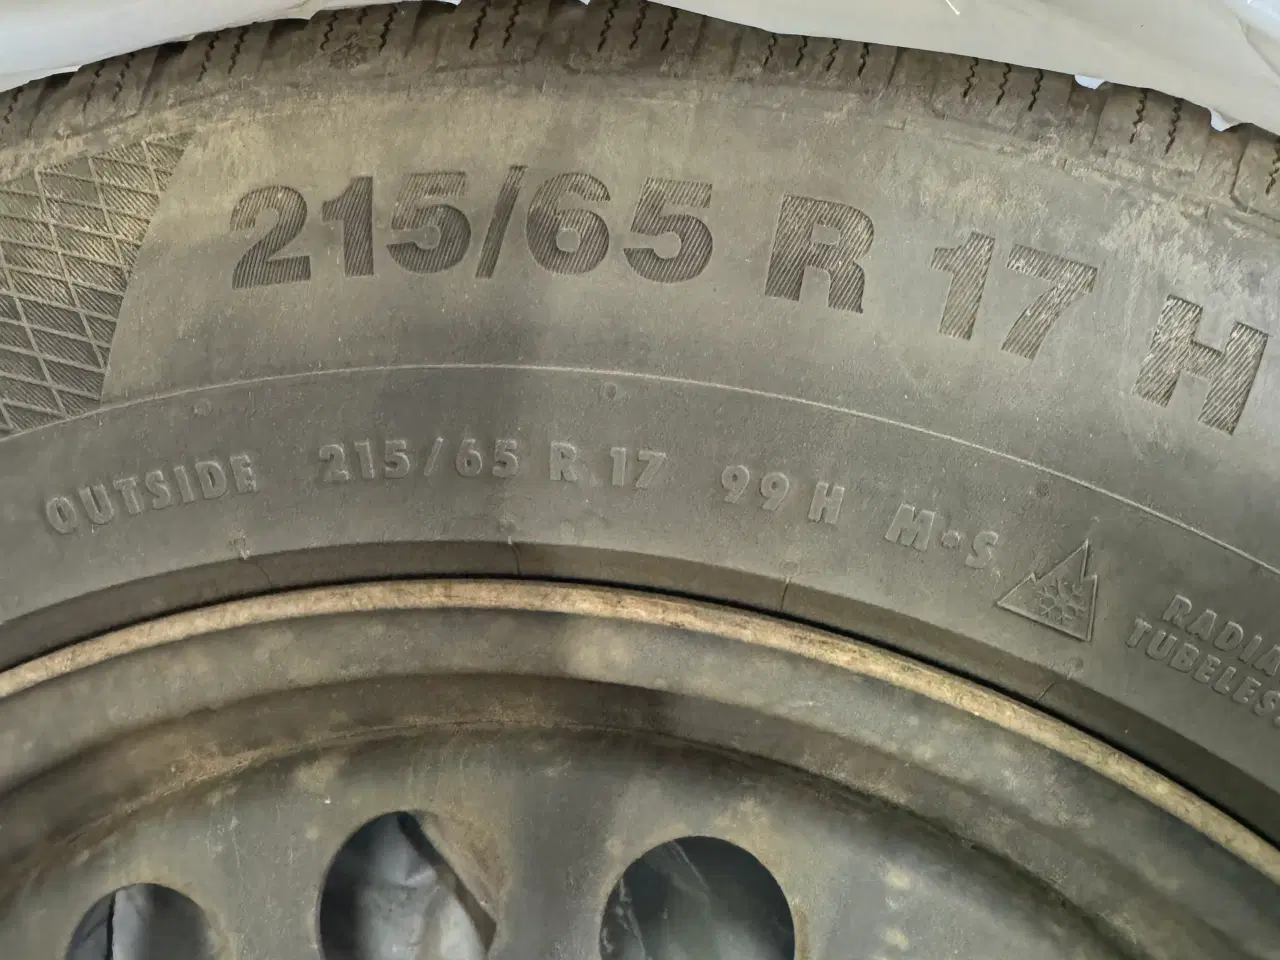 215/65 R 17 H
OUTSIDE 215/65 R 17 99 H M•S
RADIA
TUBELES